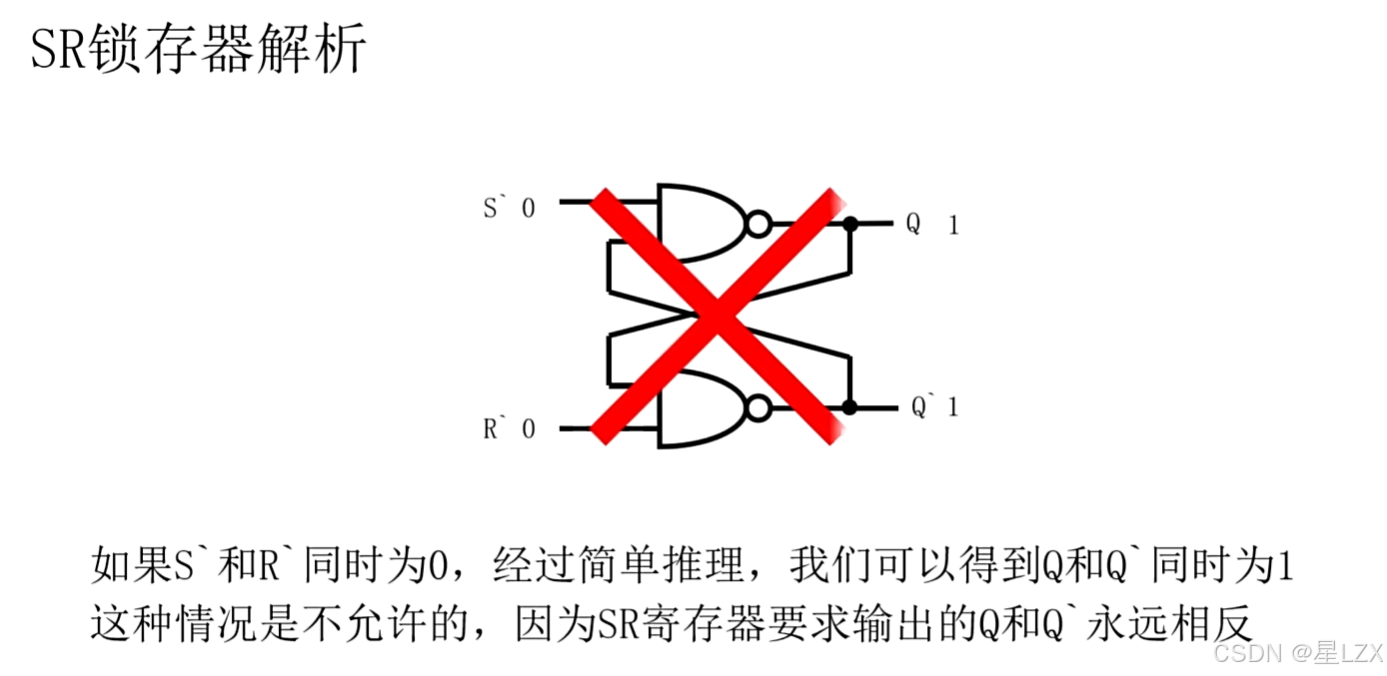 SR锁存器解析
S` 0
Q 1
R` 0
Q` 1
如果S`和R`同时为0，经过简单推理，我们可以得到Q和Q`同时为1
这种情况是不允许的，因为SR寄存器要求输出的Q和Q`永远相反
CSDN @星LZX